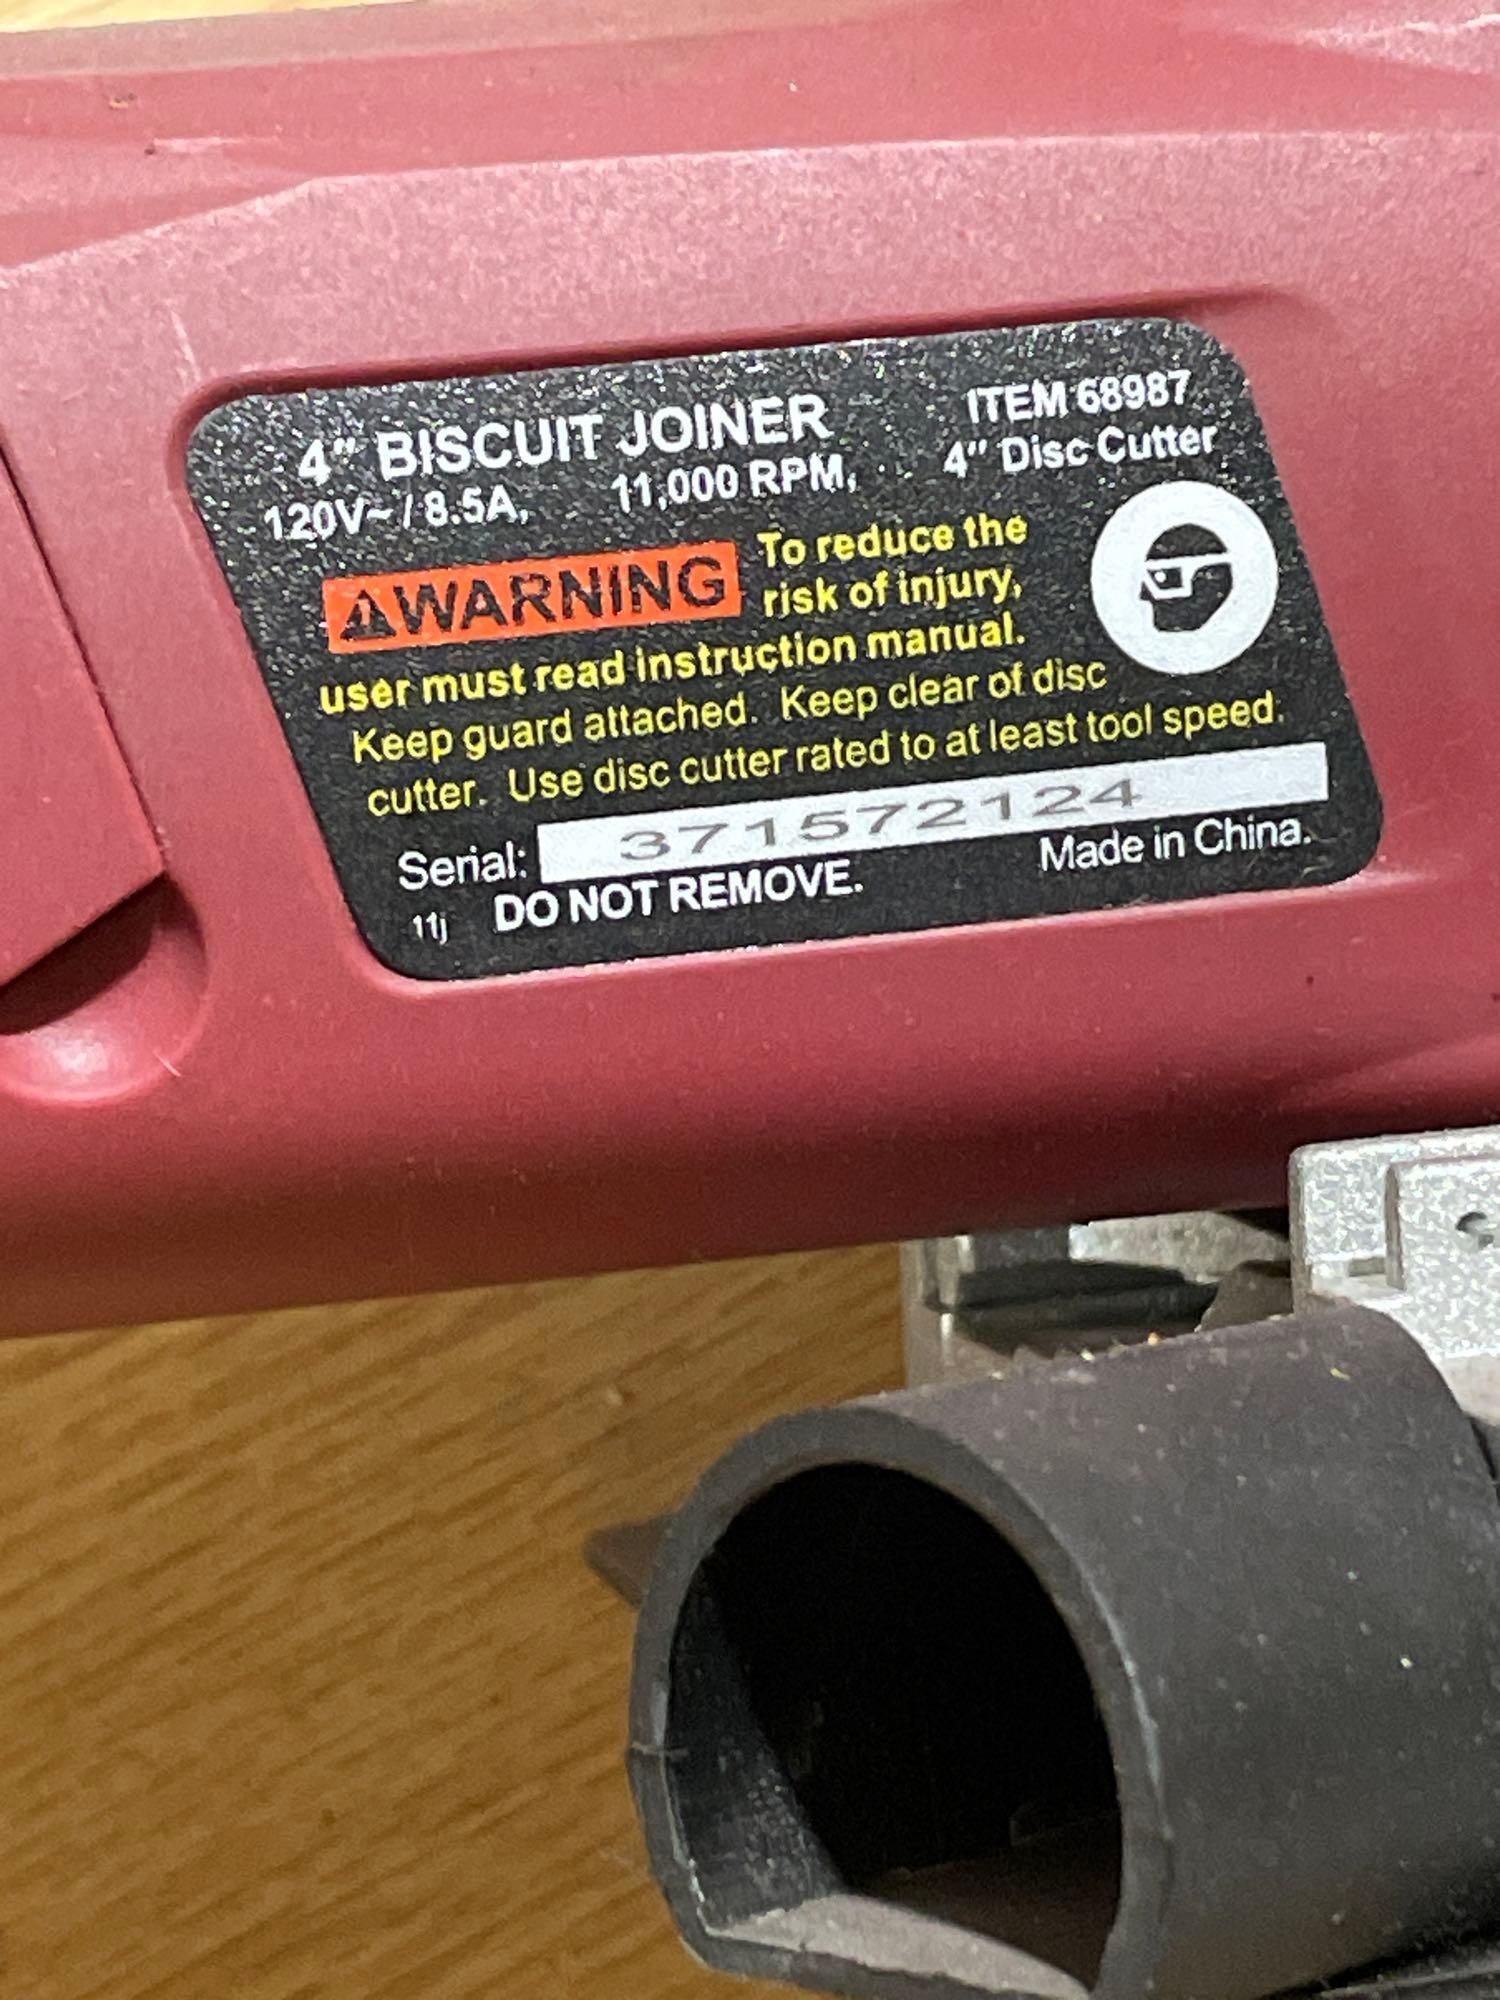 4" BISCUIT JOINER ITEM 68987
120V~/8.5A, 11,000 RPM, 4" Disc Cutter
⚠WARNING To reduce the
risk of injury,
user must read instruction manual.
Keep guard attached. Keep clear of disc
cutter. Use disc cutter rated to at least tool speed.
Serial: 371572124
11j DO NOT REMOVE. Made in China.